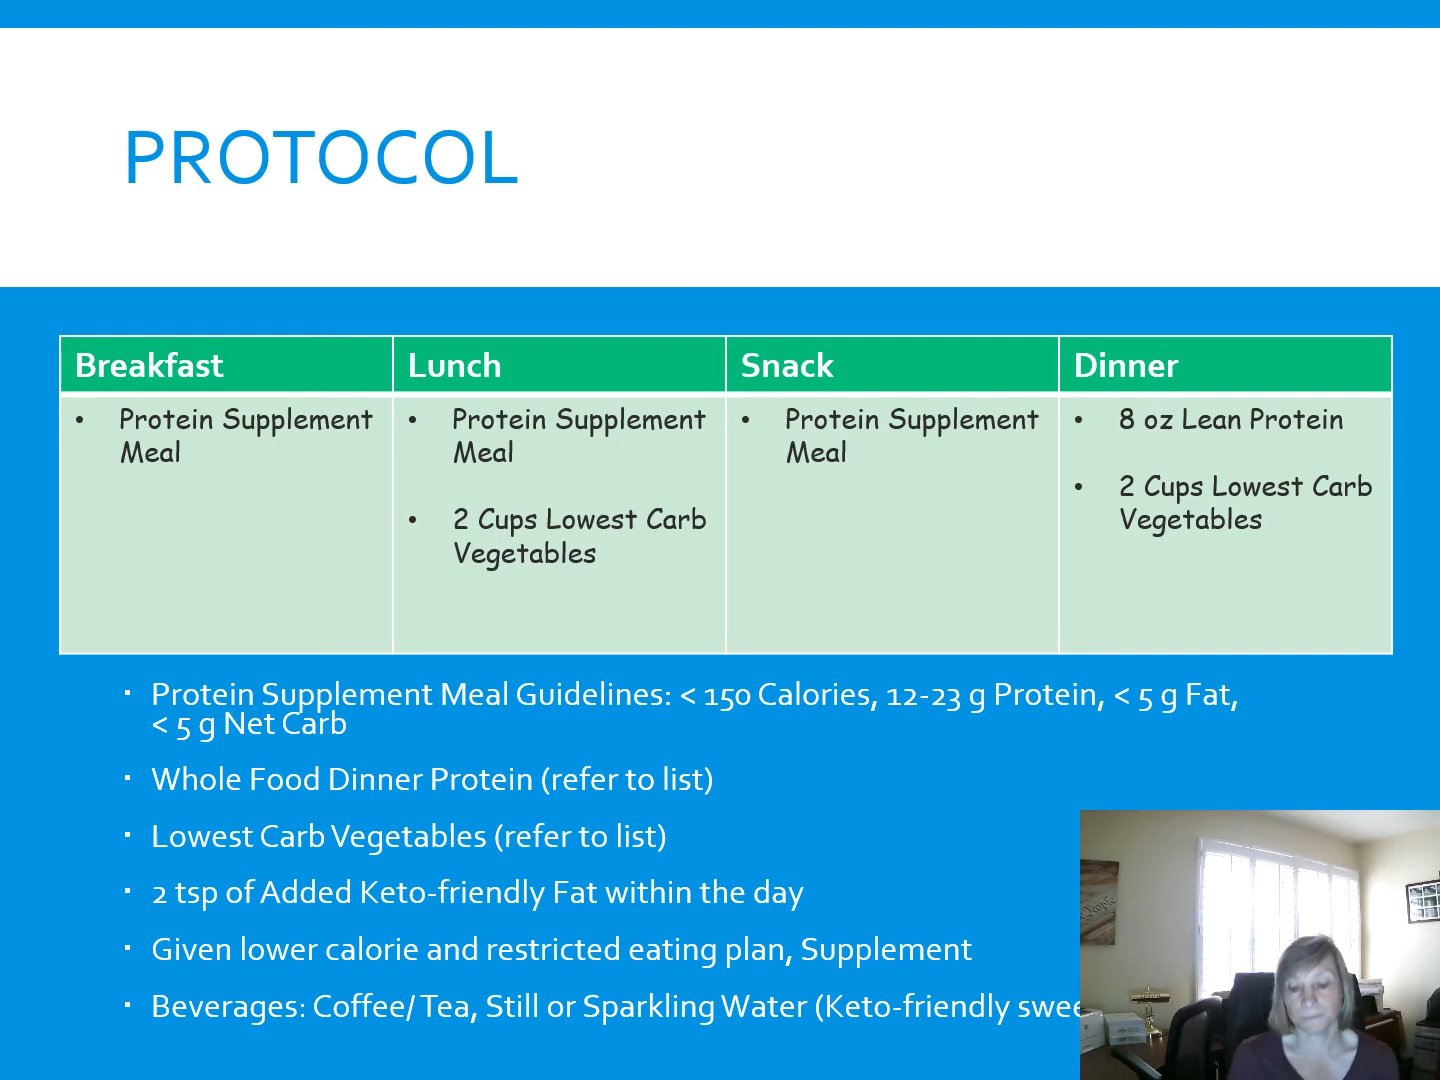 PROTOCOL
Breakfast
Lunch
Snack
Dinner
• Protein Supplement
Meal
• Protein Supplement
Meal
• 2 Cups Lowest Carb
Vegetables
• Protein Supplement
Meal
• 8 oz Lean Protein
• 2 Cups Lowest Carb
Vegetables
▪ Protein Supplement Meal Guidelines: < 150 Calories, 12-23 g Protein, < 5 g Fat,
< 5 g Net Carb
▪ Whole Food Dinner Protein (refer to list)
▪ Lowest Carb Vegetables (refer to list)
▪ 2 tsp of Added Keto-friendly Fat within the day
▪ Given lower calorie and restricted eating plan, Supplement
▪ Beverages: Coffee/ Tea, Still or Sparkling Water (Keto-friendly
People